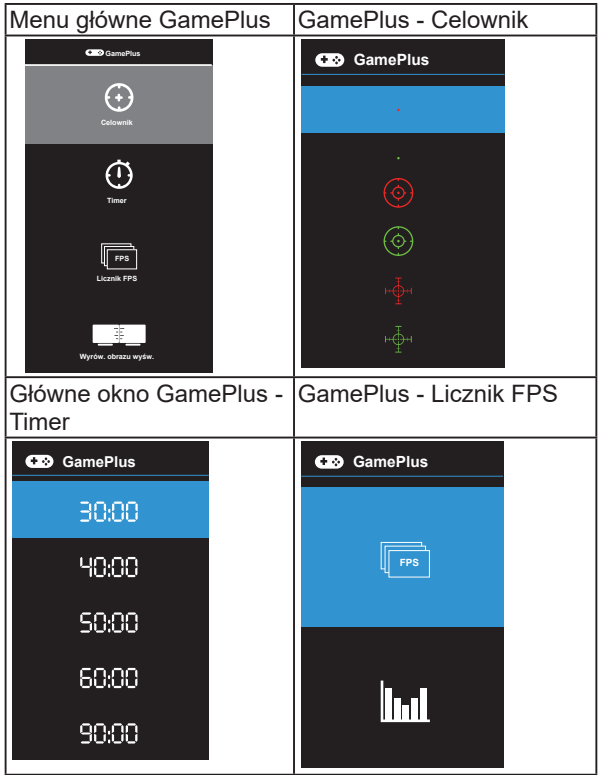 Menu główne GamePlus
GamePlus - Celownik
GamePlus
Celownik
Timer
FPS
Licznik FPS
Wyrów. obrazu wyśw.
GamePlus
Główne okno GamePlus -
Timer
GamePlus - Licznik FPS
GamePlus
30:00
40:00
50:00
60:00
90:00
GamePlus
FPS